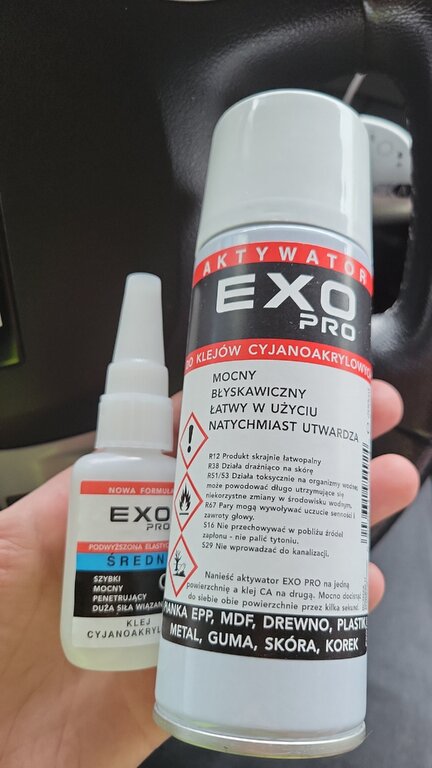 AKTYWATOR
EXO
PRO
DO KLEJÓW CYJANOAKRYLOWYCH
MOCNY
BŁYSKAWICZNY
ŁATWY W UŻYCIU
NATYCHMIAST UTWARDZA
R12 Produkt skrajnie łatwopalny
R38 Działa drażniąco na skórę
R51/53 Działa toksycznie na organizmy wodne,
może powodować długo utrzymujące się
niekorzystne zmiany w środowisku wodnym.
R67 Pary mogą wywoływać uczucie senności i
zawroty głowy.
S16 Nie przechowywać w pobliżu źródeł
zapłonu - nie palić tytoniu.
S29 Nie wprowadzać do kanalizacji.
Nanieść aktywator EXO PRO na jedną
powierzchnię a klej CA na drugą. Mocno docisnąć
do siebie obie powierzchnie przez kilka sekund.
PIANKA EPP, MDF, DREWNO, PLASTIK,
METAL, GUMA, SKÓRA, KOREK
NOWA FORMUŁA
EXO
PRO
PODWYŻSZONA
ŚREDNI
SZYBKI
MOCNY
PENETRUJĄCY
DUŻA SIŁA
KLEJ